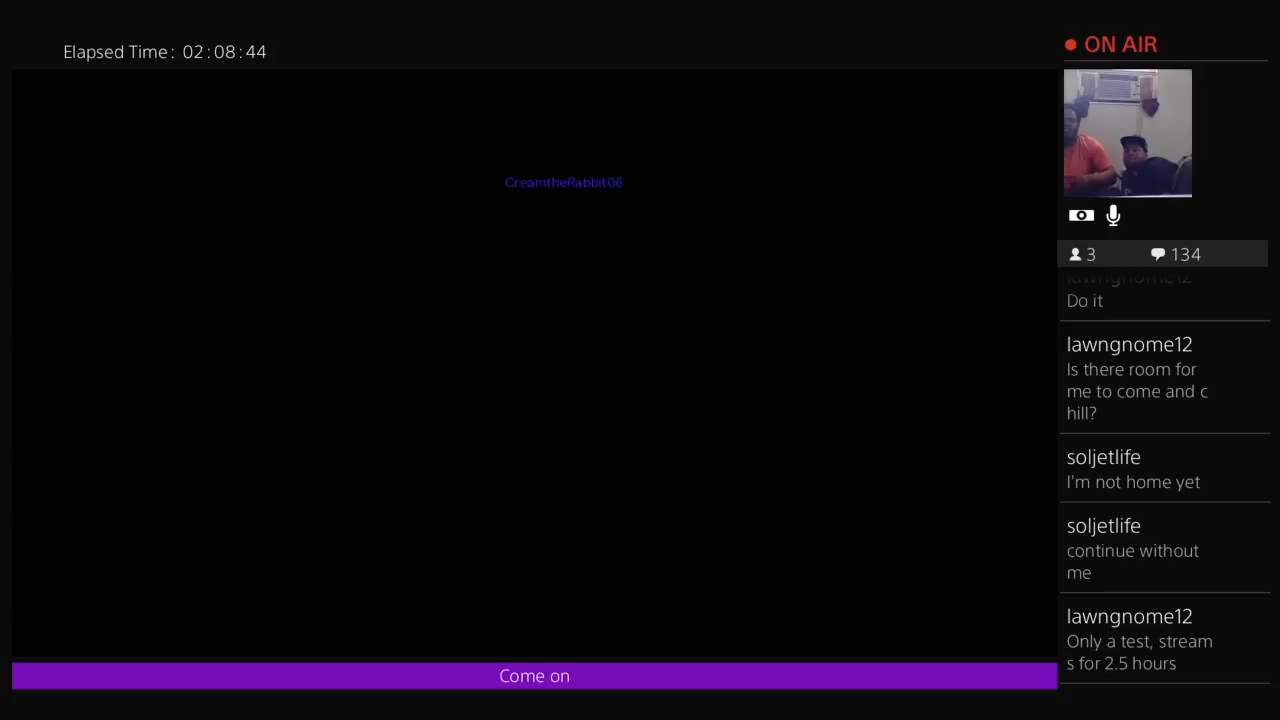 Elapsed Time: 02:08:44
ON AIR
CreamtheRabbit06
3 134
lawngnome12
Do it
lawngnome12
Is there room for
me to come and c
hill?
soljetlife
I'm not home yet
soljetlife
continue without
me
lawngnome12
Only a test, stream
s for 2.5 hours
Come on